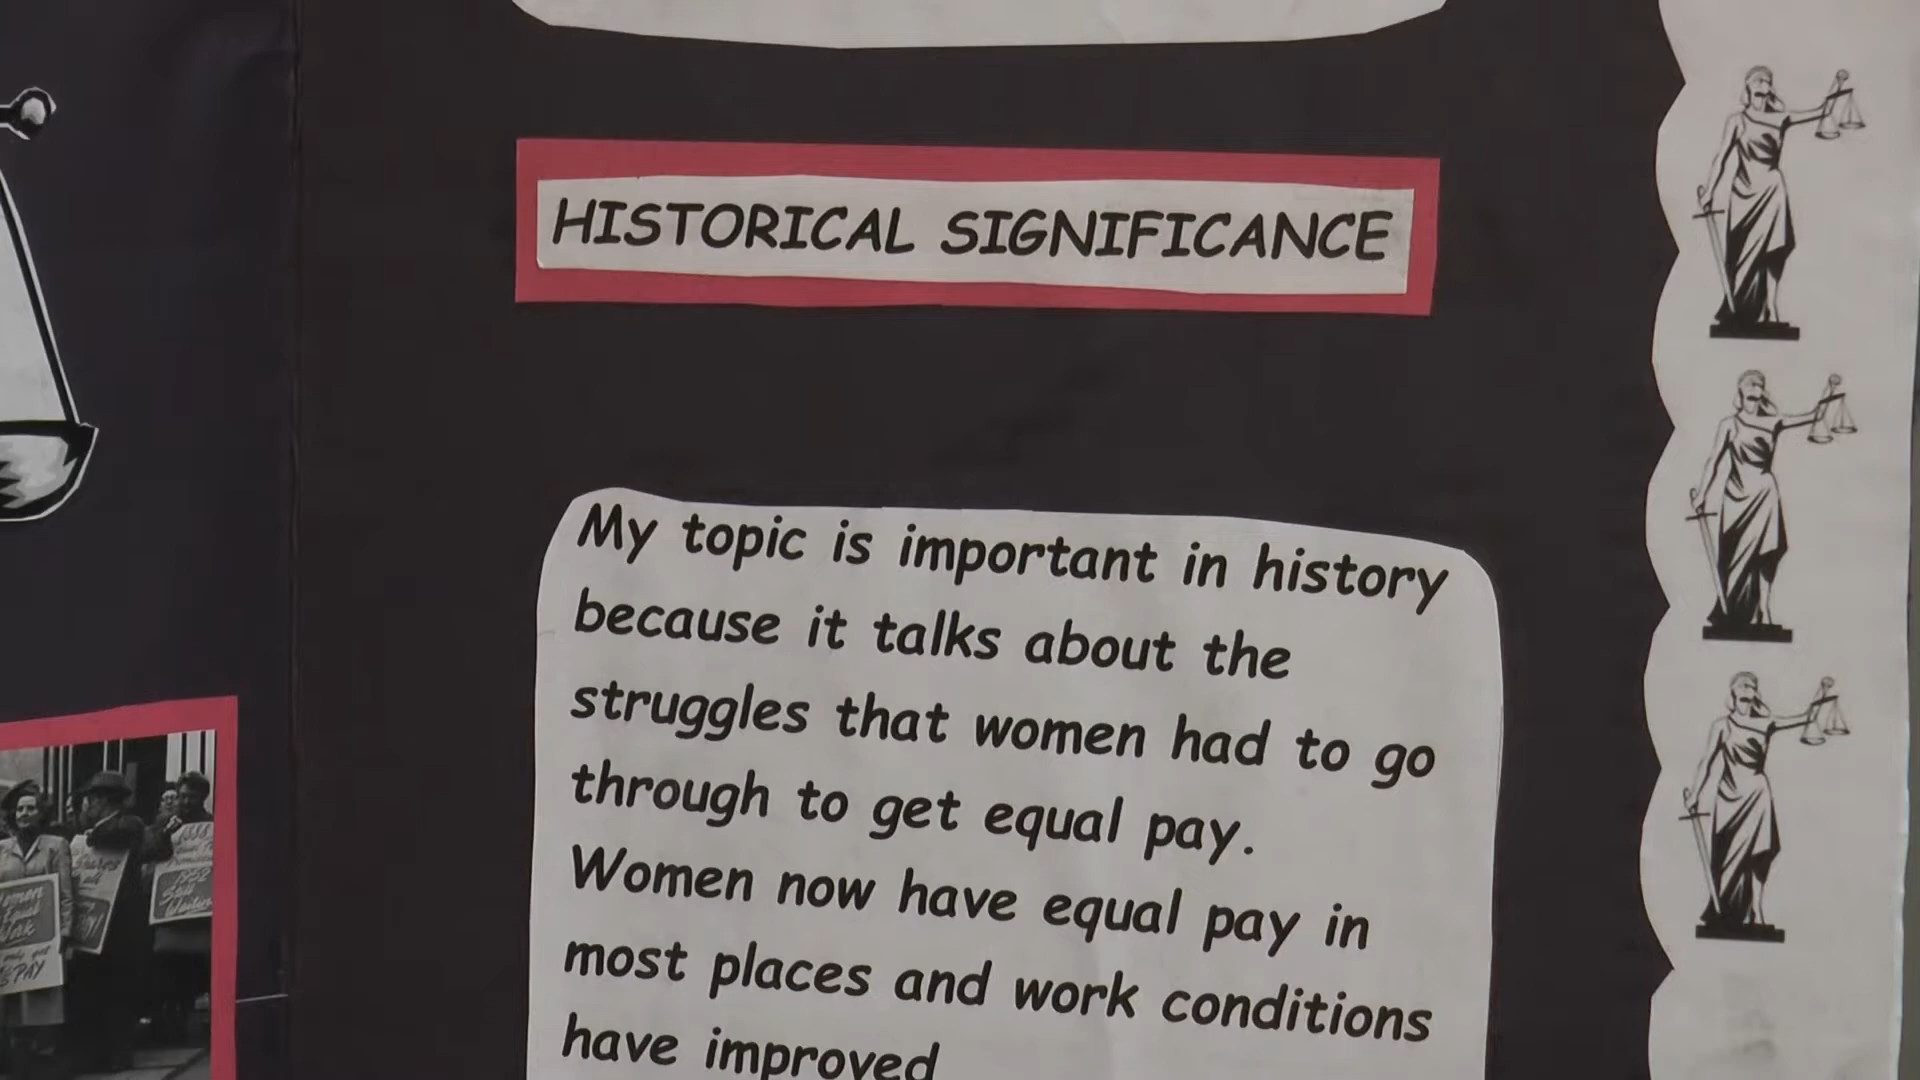 HISTORICAL SIGNIFICANCE
My topic is important in history
because it talks about the
struggles that women had to go
through to get equal pay.
Women now have equal pay in
most places and work conditions
have improved
PAY